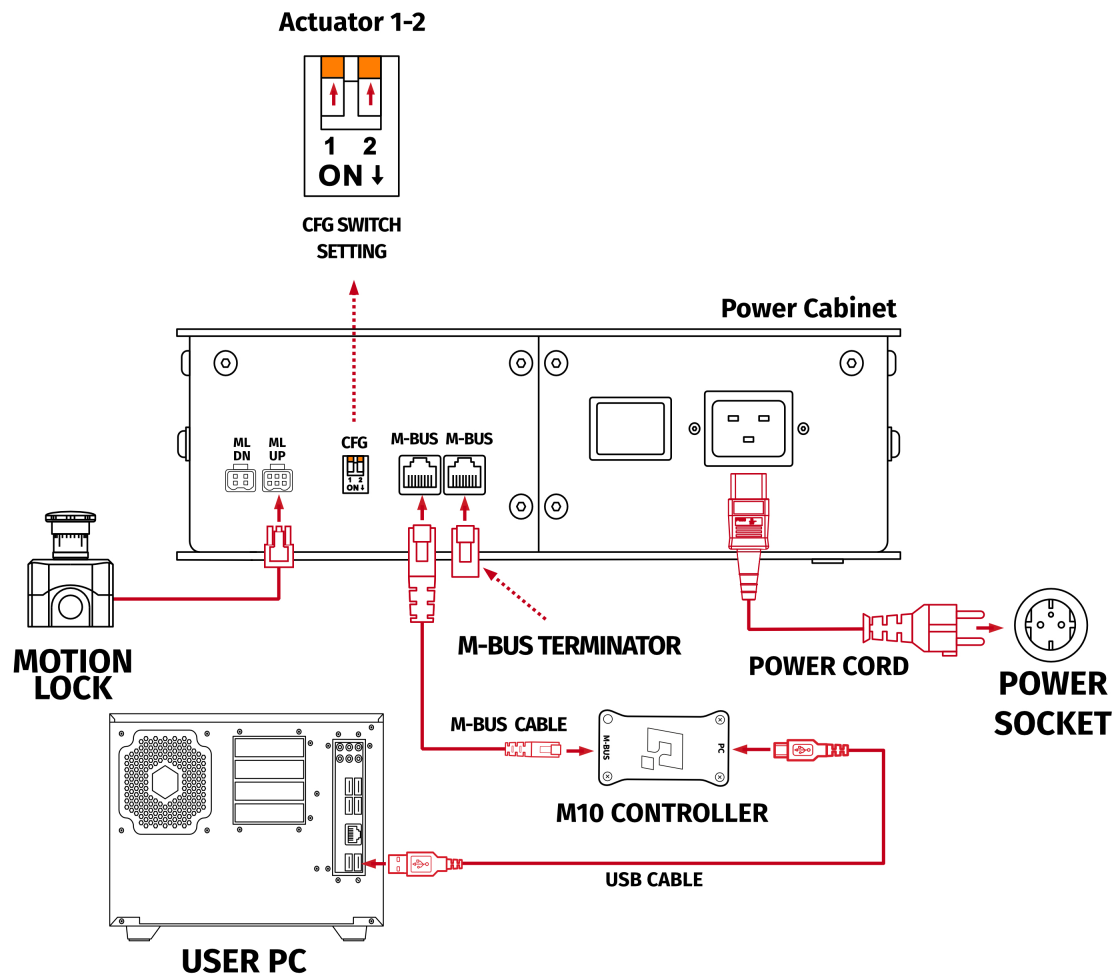 Actuator 1-2
1 2
ON ↓
CFG SWITCH
SETTING
Power Cabinet
ML
DN
ML
UP
CFG
1 2
ON ↓
M-BUS
M-BUS
MOTION
LOCK
M-BUS TERMINATOR
POWER CORD
POWER
SOCKET
M-BUS CABLE
M-BUS
PC
M10 CONTROLLER
USB CABLE
USER PC